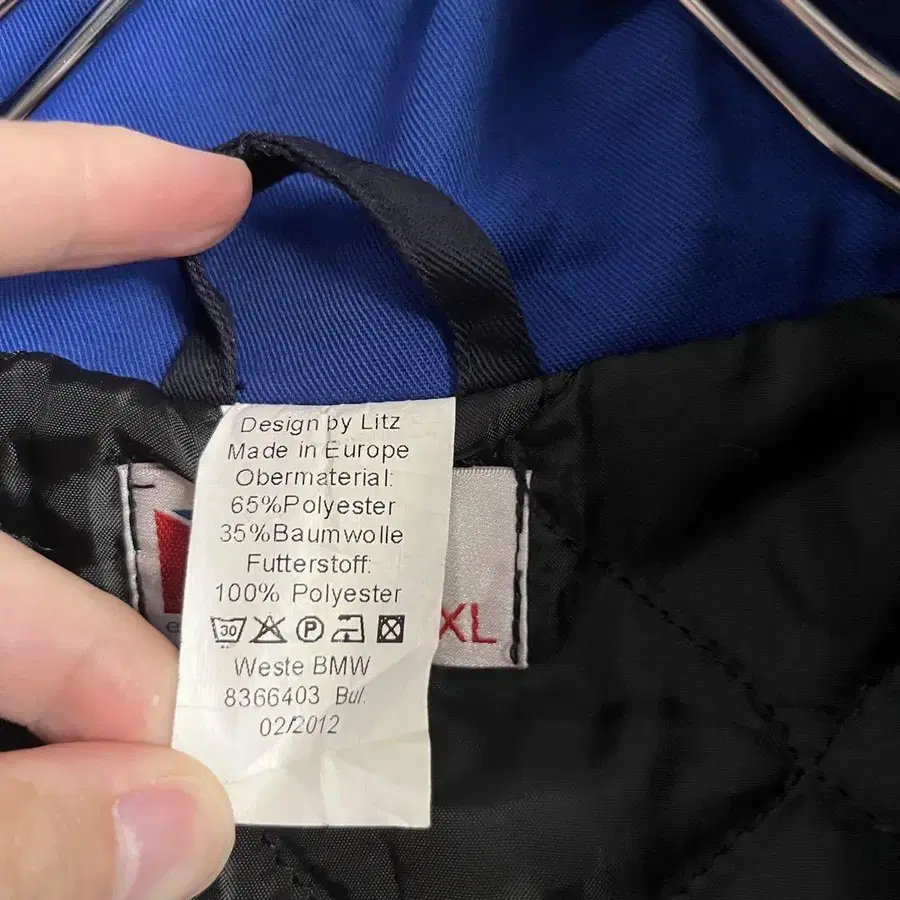 Design by Litz
Made in Europe
Obermaterial:
65%Polyester
35%Baumwolle
Futterstoff:
100% Polyester
30
P
XL
Weste BMW
8366403 Bul.
02/2012